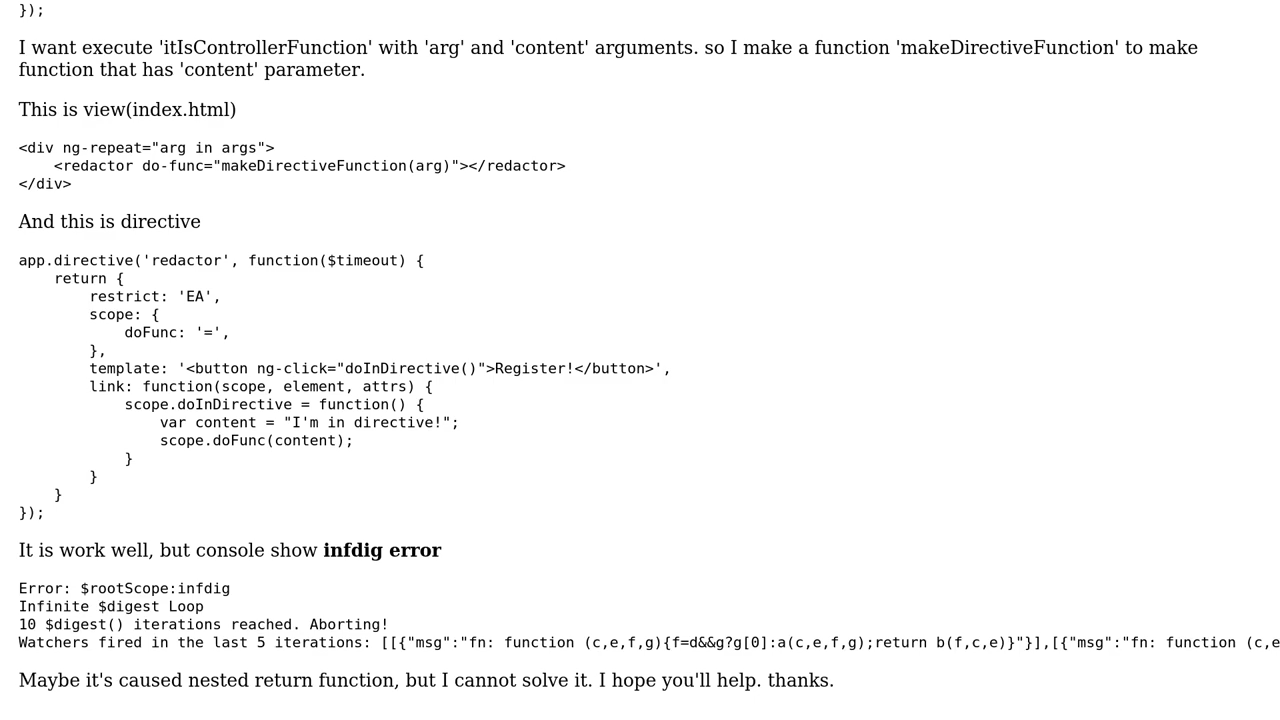 });
I want execute 'itIsControllerFunction' with 'arg' and 'content' arguments. so I make a function 'makeDirectiveFunction' to make
function that has 'content' parameter.
This is view(index.html)
<div ng-repeat="arg in args">
    <redactor do-func="makeDirectiveFunction(arg)"></redactor>
</div>
And this is directive
app.directive('redactor', function($timeout) {
    return {
        restrict: 'EA',
        scope: {
            doFunc: '=',
        },
        template: '<button ng-click="doInDirective()">Register!</button>',
        link: function(scope, element, attrs) {
            scope.doInDirective = function() {
                var content = "I'm in directive!";
                scope.doFunc(content);
            }
        }
    }
});
It is work well, but console show infdig error
Error: $rootScope:infdig
Infinite $digest Loop
10 $digest() iterations reached. Aborting!
Watchers fired in the last 5 iterations: [[{"msg":"fn: function (c,e,f,g){f=d&&g?g[0]:a(c,e,f,g);return b(f,c,e)}"}],[{"msg":"fn: function (c,e
Maybe it's caused nested return function, but I cannot solve it. I hope you'll help. thanks.